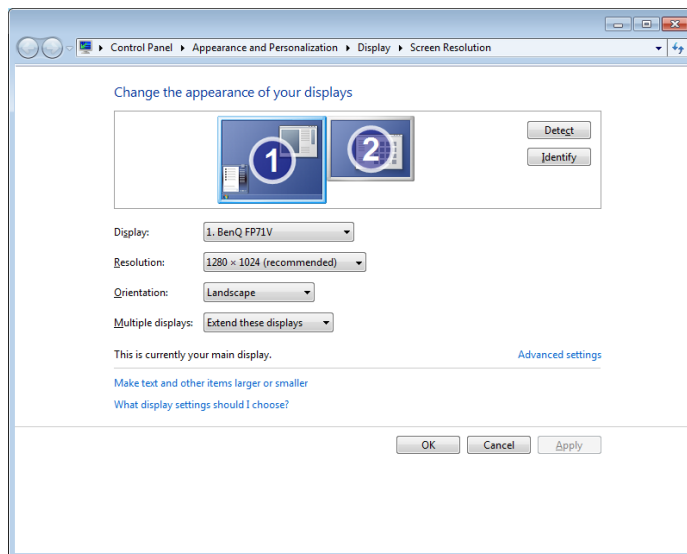 Control Panel ▸ Appearance and Personalization ▸ Display ▸ Screen Resolution
Change the appearance of your displays
1
2
Detect
Identify
Display: 1. BenQ FP71V
Resolution: 1280 × 1024 (recommended)
Orientation: Landscape
Multiple displays: Extend these displays
This is currently your main display. Advanced settings
Make text and other items larger or smaller
What display settings should I choose?
OK Cancel Apply